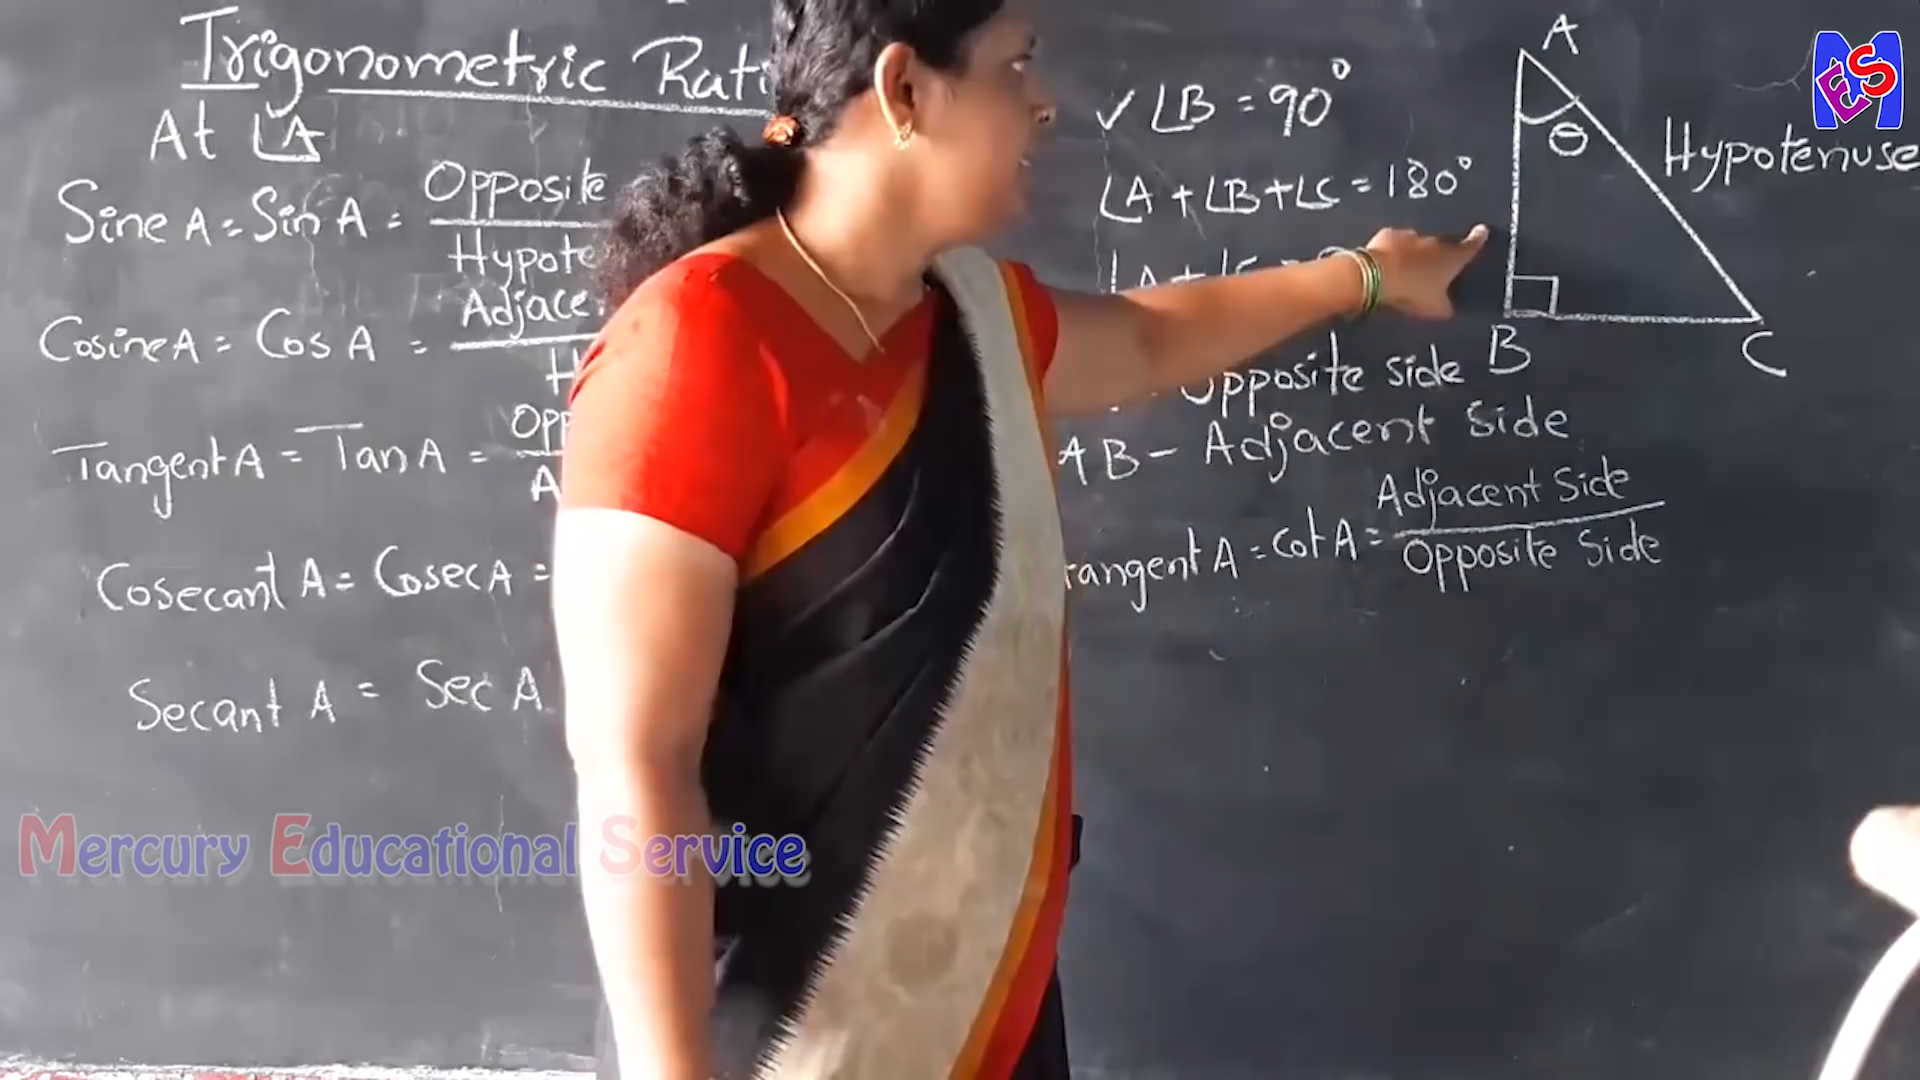 Trigonometric Rati
At ∠A
Sine A = Sin A = Opposite
Hypote
Cosine A = Cos A = Adjace
H
Tangent A = Tan A = Opp
A
Cosecant A = Cosec A =
Secant A = Sec A
✓ ∠B = 90°
∠A + ∠B + ∠C = 180°
∠A + ∠C =
Opposite side
AB - Adjacent side
tangent A = cot A = Adjacent Side
Opposite Side
A
θ
Hypotenuse
B
C
MES
Mercury Educational Service